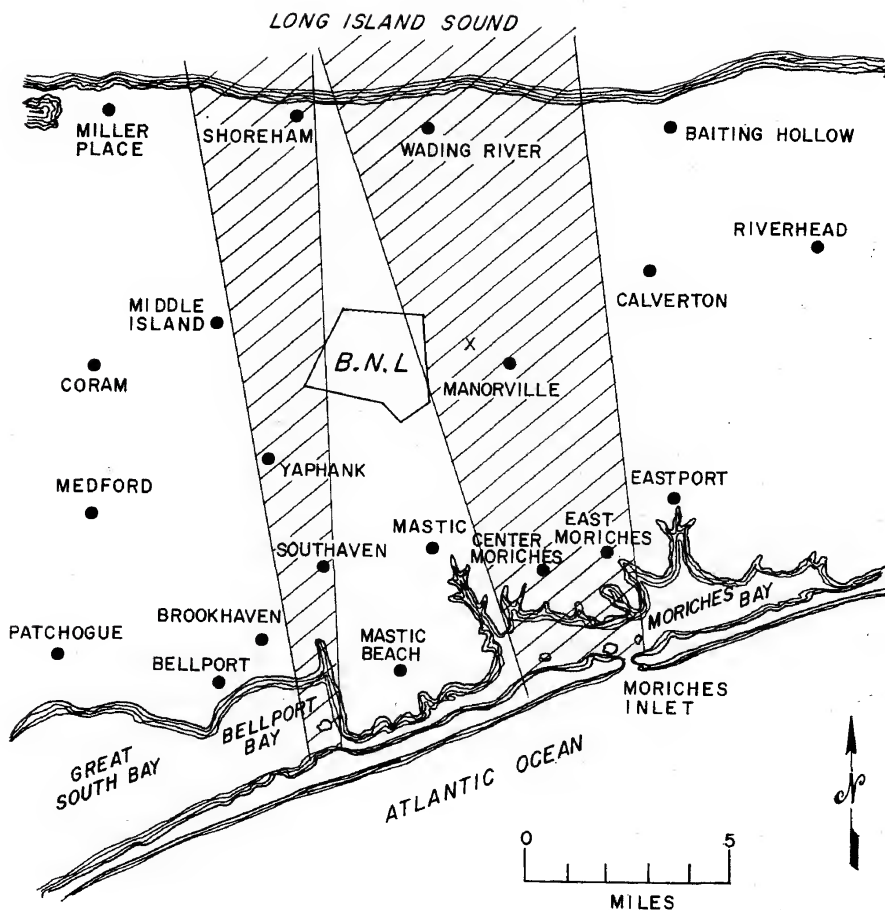 LONG ISLAND SOUND
MILLER
PLACE
SHOREHAM
WADING RIVER
BAITING HOLLOW
RIVERHEAD
CALVERTON
MIDDLE
ISLAND
B.N.L
X
CORAM
MANORVILLE
YAPHANK
MEDFORD
EASTPORT
MASTIC
CENTER
MORICHES
EAST
MORICHES
SOUTHAVEN
BROOKHAVEN
PATCHOGUE
BELLPORT
MASTIC
BEACH
MORICHES BAY
MORICHES
INLET
BELLPORT
BAY
GREAT
SOUTH BAY
ATLANTIC OCEAN
N
0 5
MILES